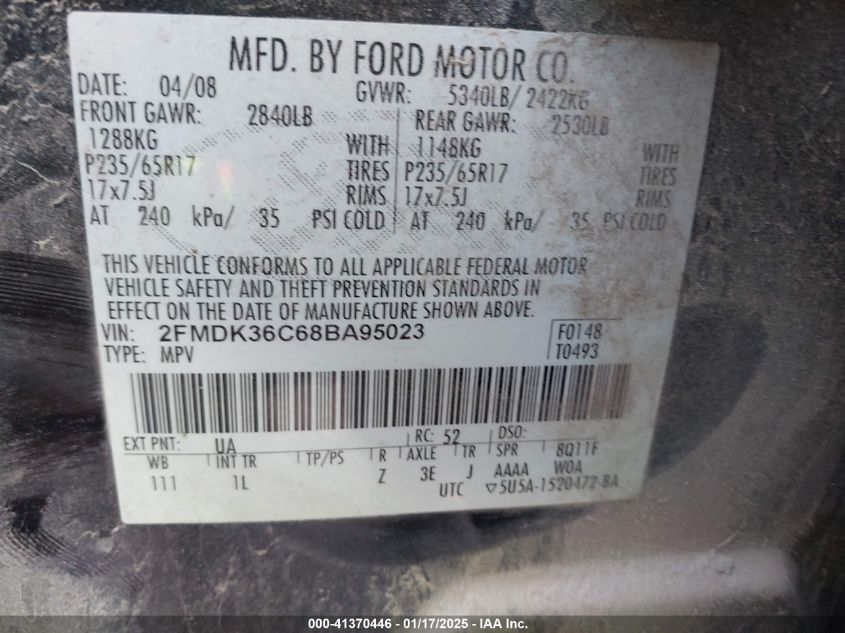 MFD. BY FORD MOTOR CO.
DATE: 04/08 GVWR: 5340LB/ 2422KG
FRONT GAWR: 2840LB REAR GAWR: 2530LB
1288KG WITH 1148KG WITH
P235/65R17 TIRES P235/65R17 TIRES
17x7.5J RIMS 17x7.5J RIMS
AT 240 kPa/ 35 PSI COLD AT 240 kPa/ 35 PSI COLD
THIS VEHICLE CONFORMS TO ALL APPLICABLE FEDERAL MOTOR
VEHICLE SAFETY AND THEFT PREVENTION STANDARDS IN
EFFECT ON THE DATE OF MANUFACTURE SHOWN ABOVE.
VIN: 2FMDK36C68BA95023 F0148
TYPE: MPV T0493
EXT PNT: UA RC: 52 DSO:
WB INT TR TP/PS R AXLE TR SPR 8Q11F
111 1L Z 3E J AAAA W0A
UTC ▽5U5A-1520472-BA
000-41370446 - 01/17/2025 - IAA Inc.